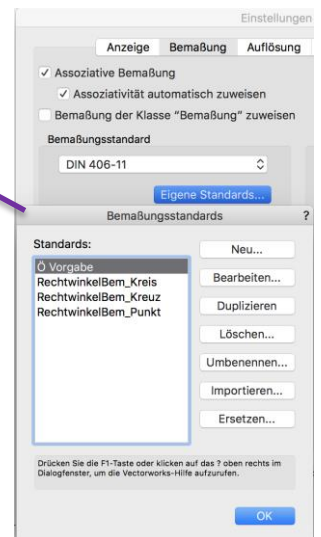 Einstellungen
Anzeige Bemaßung Auflösung
Assoziative Bemaßung
Assoziativität automatisch zuweisen
Bemaßung der Klasse "Bemaßung" zuweisen
Bemaßungsstandard
DIN 406-11
Eigene Standards...
Bemaßungsstandards ?
Standards:
Ö Vorgabe
RechtwinkelBem_Kreis
RechtwinkelBem_Kreuz
RechtwinkelBem_Punkt
Neu...
Bearbeiten...
Duplizieren
Löschen...
Umbenennen...
Importieren...
Ersetzen...
Drücken Sie die F1-Taste oder klicken auf das ? oben rechts im
Dialogfenster, um die Vectorworks-Hilfe aufzurufen.
OK